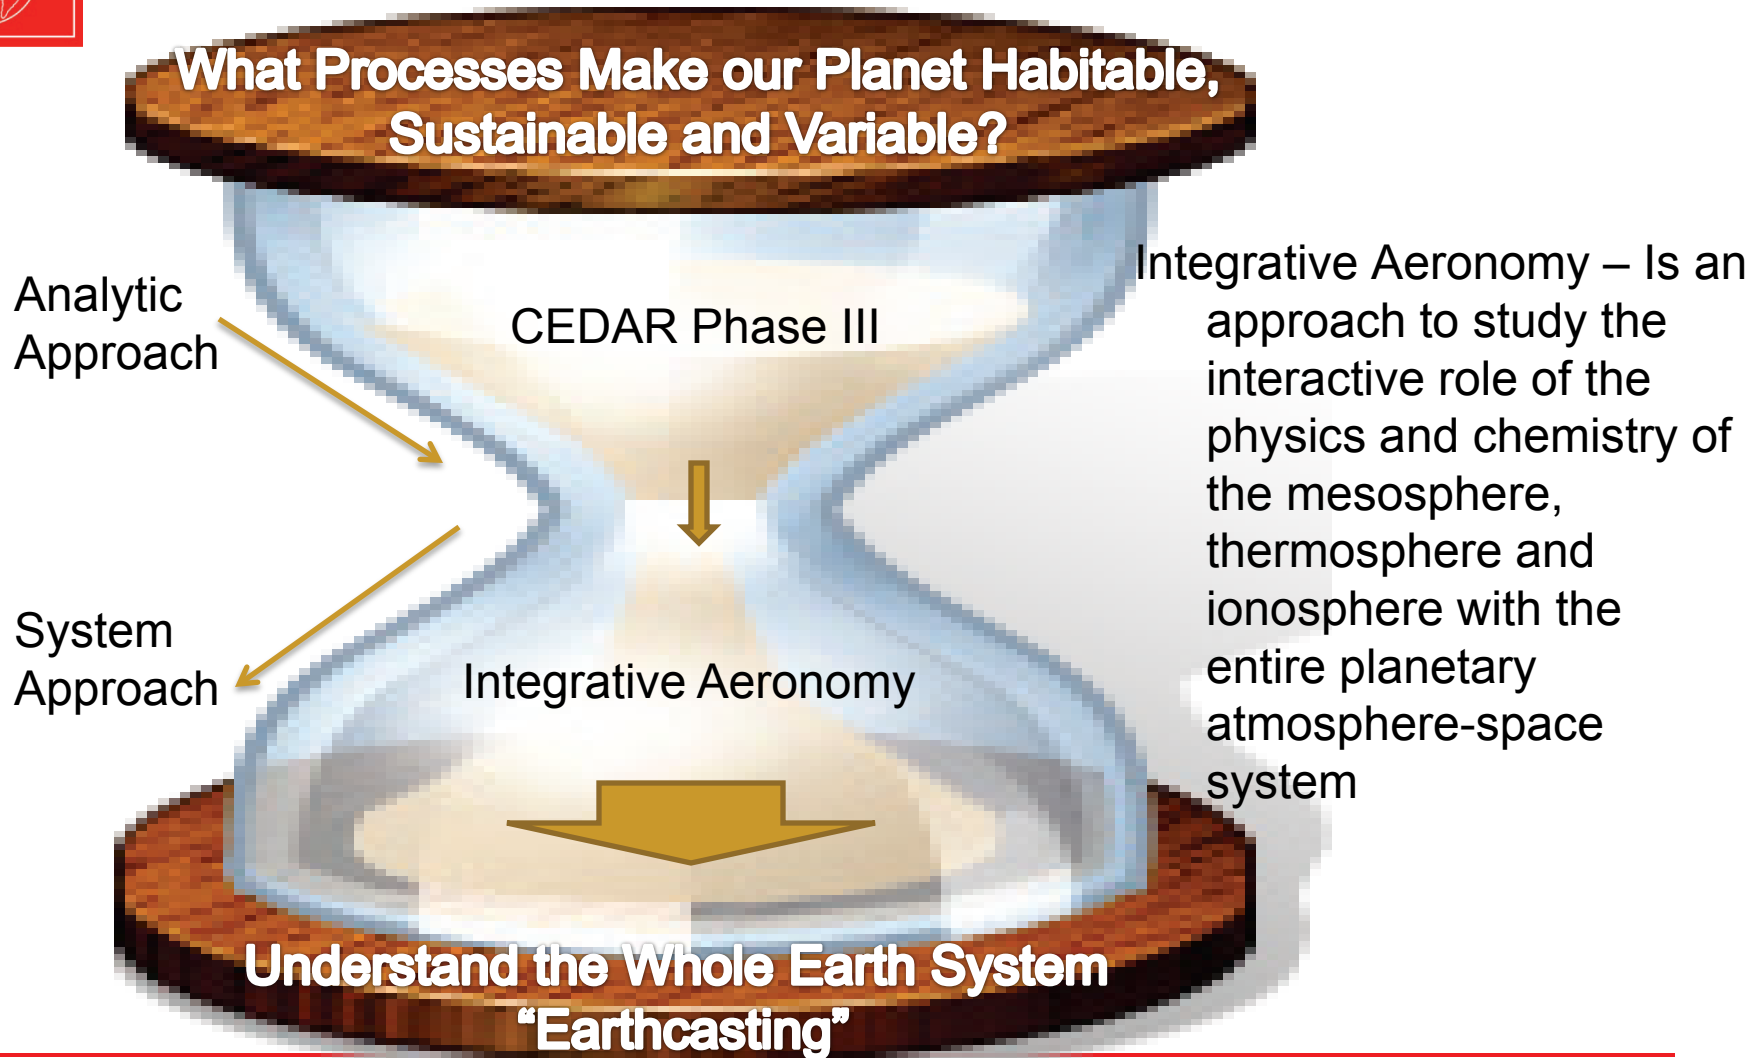 What Processes Make our Planet Habitable,
Sustainable and Variable?
Analytic
Approach
CEDAR Phase III
System
Approach
Integrative Aeronomy
Understand the Whole Earth System
“Earthcasting”
Integrative Aeronomy – Is an
approach to study the
interactive role of the
physics and chemistry of
the mesosphere,
thermosphere and
ionosphere with the
entire planetary
atmosphere-space
system